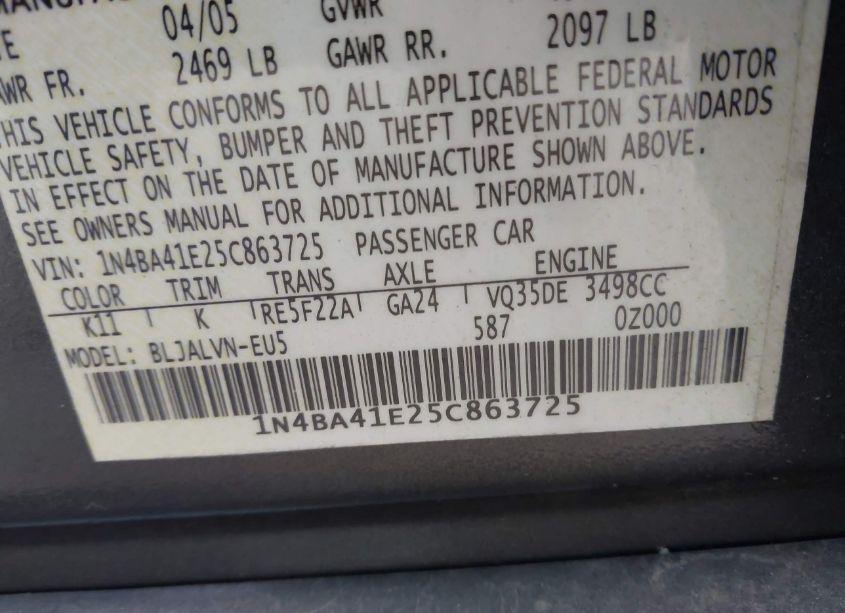 04/05 GVWR
2469 LB GAWR RR. 2097 LB
FR.
THIS VEHICLE CONFORMS TO ALL APPLICABLE FEDERAL MOTOR
VEHICLE SAFETY, BUMPER AND THEFT PREVENTION STANDARDS
IN EFFECT ON THE DATE OF MANUFACTURE SHOWN ABOVE.
SEE OWNERS MANUAL FOR ADDITIONAL INFORMATION.
VIN: 1N4BA41E25C863725 PASSENGER CAR
COLOR TRIM TRANS AXLE ENGINE
K11 K RE5F22A GA24 VQ35DE 3498CC
587 0Z000
MODEL: BLJALVN-EU5
1N4BA41E25C863725